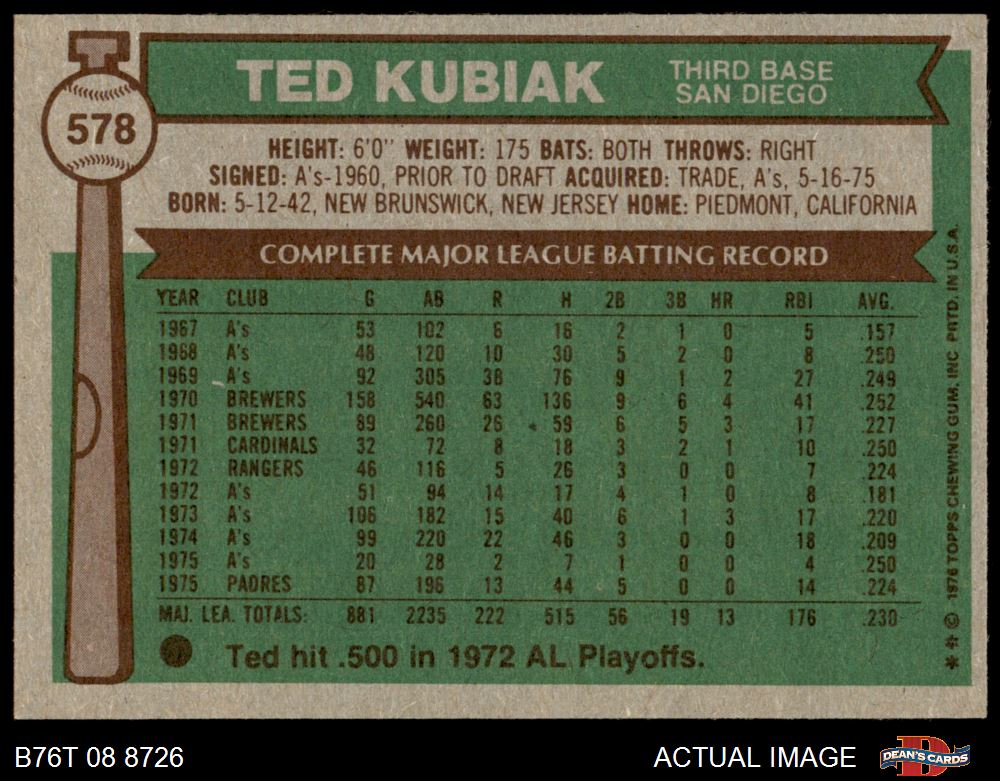 TED KUBIAK THIRD BASE
SAN DIEGO
578
HEIGHT: 6'0" WEIGHT: 175 BATS: BOTH THROWS: RIGHT
SIGNED: A's-1960, PRIOR TO DRAFT ACQUIRED: TRADE, A's, 5-16-75
BORN: 5-12-42, NEW BRUNSWICK, NEW JERSEY HOME: PIEDMONT, CALIFORNIA
COMPLETE MAJOR LEAGUE BATTING RECORD
YEAR CLUB G AB R H 2B 3B HR RBI AVG.
1967 A's 53 102 6 16 2 1 0 5 .157
1968 A's 48 120 10 30 5 2 0 8 .250
1969 A's 92 305 38 76 9 1 2 27 .249
1970 BREWERS 158 540 63 136 9 6 4 41 .252
1971 BREWERS 89 260 26 59 6 5 3 17 .227
1971 CARDINALS 32 72 8 18 3 2 1 10 .250
1972 RANGERS 46 116 5 26 3 0 0 7 .224
1972 A's 51 94 14 17 4 1 0 8 .181
1973 A's 106 182 15 40 6 1 3 17 .220
1974 A's 99 220 22 46 3 0 0 18 .209
1975 A's 20 28 2 7 1 0 0 4 .250
1975 PADRES 87 196 13 44 5 0 0 14 .224
MAJ. LEA. TOTALS: 881 2235 222 515 56 19 13 176 .230
Ted hit .500 in 1972 AL Playoffs.
** © 1976 TOPPS CHEWING GUM, INC PRTD. IN U.S.A.
B76T 08 8726 ACTUAL IMAGE DEAN'S CARDS